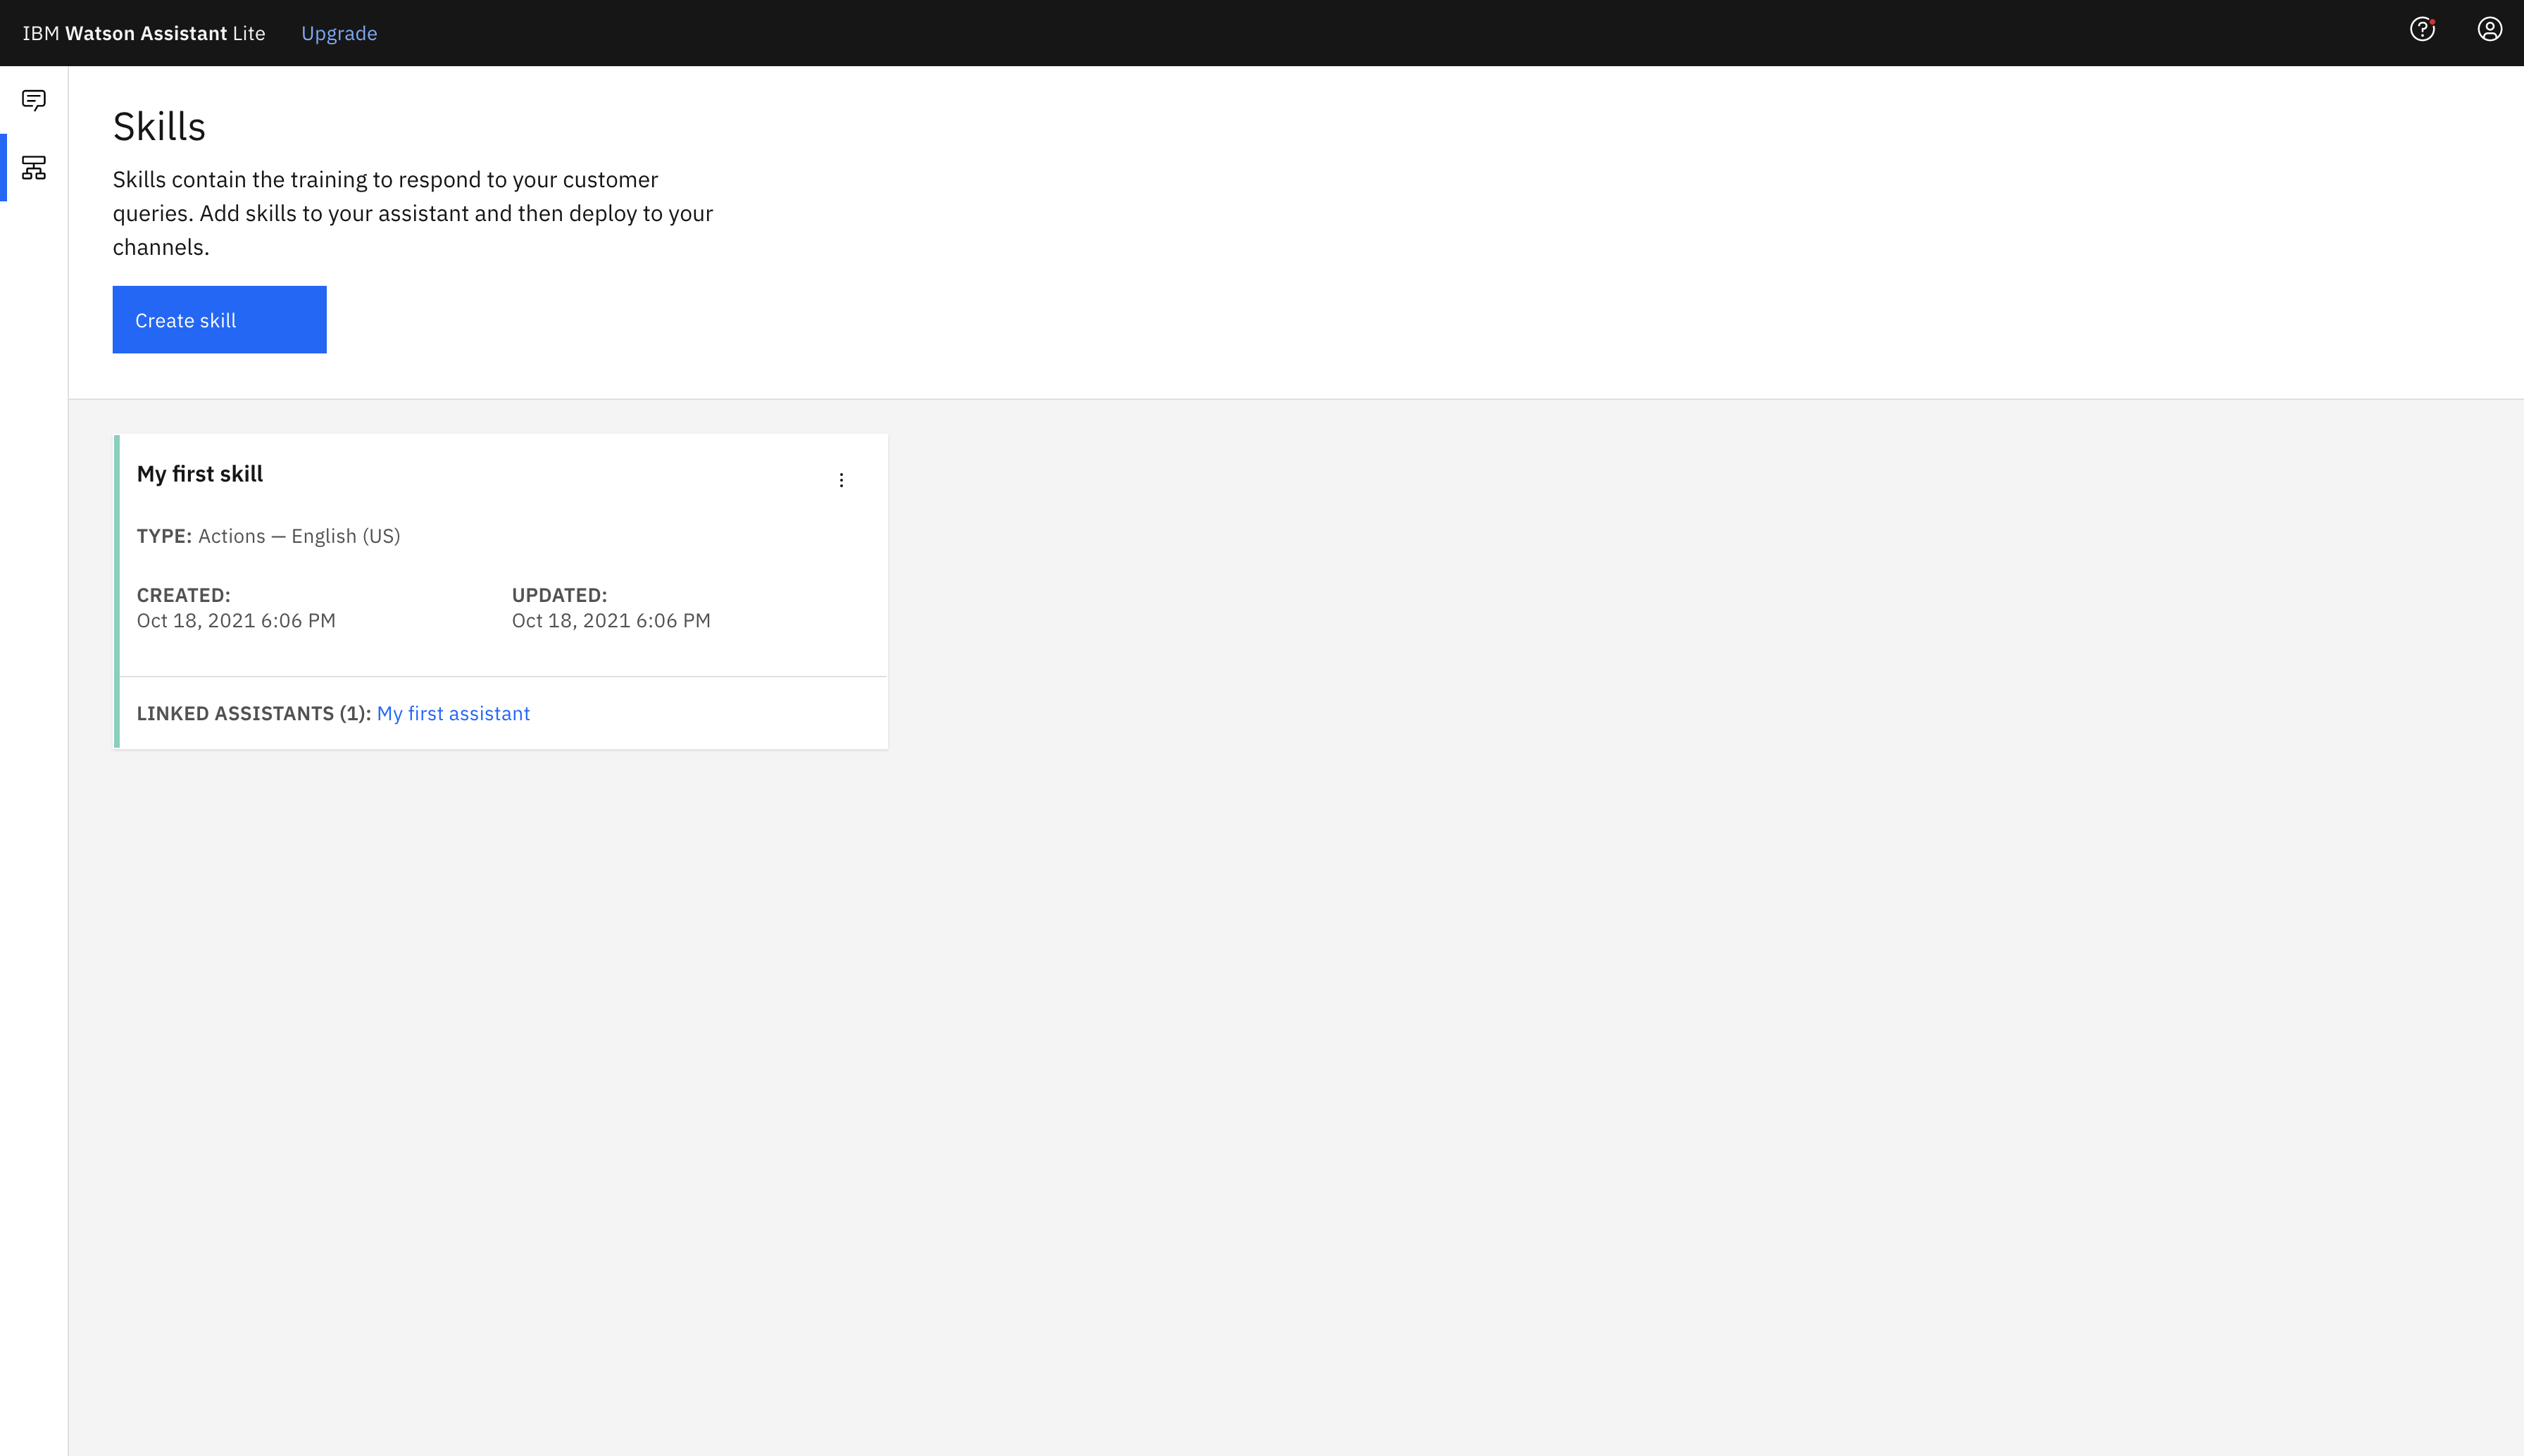 IBM Watson Assistant Lite
Upgrade
Skills
Skills contain the training to respond to your customer
queries. Add skills to your assistant and then deploy to your
channels.
Create skill
My first skill
TYPE: Actions — English (US)
CREATED:
Oct 18, 2021 6:06 PM
UPDATED:
Oct 18, 2021 6:06 PM
LINKED ASSISTANTS (1): My first assistant